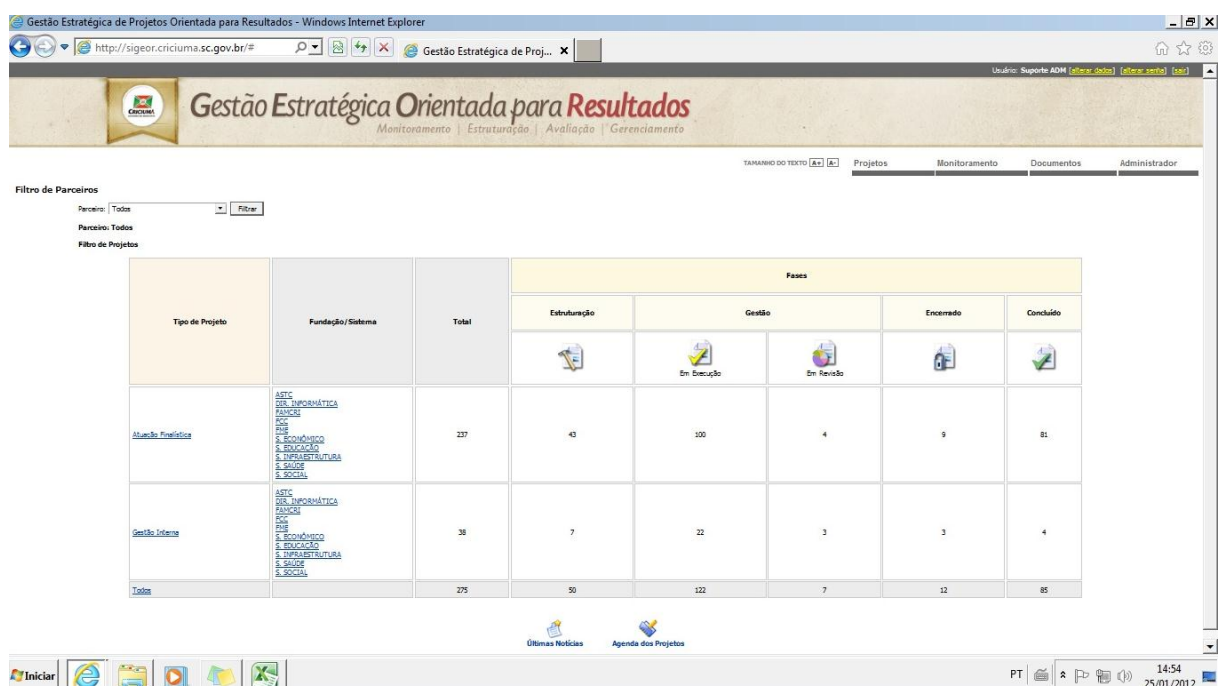 Gestão Estratégica de Projetos Orientada para Resultados - Windows Internet Explorer
http://sigeor.criciuma.sc.gov.br/#
Gestão Estratégica de Proj...
Usuário: Suporte ADM [alterar dados] [alterar senha] [sair]
CRICIÚMA
Gestão Estratégica Orientada para Resultados
Monitoramento | Estruturação | Avaliação | Gerenciamento
TAMANHO DO TEXTO A+ A- Projetos Monitoramento Documentos Administrador
Filtro de Parceiros
Parceiro: Todos Filtrar
Parceiro: Todos
Filtro de Projetos
Tipo de Projeto Fundação/Sistema Total Fases
Estruturação Gestão Encerrado Concluído
Em Execução Em Revisão
Atuacão Finalística
ASTC
DIR. INFORMÁTICA
FAMCRI
FCC
FME
S. ECONÔMICO
S. EDUCAÇÃO
S. INFRAESTRUTURA
S. SAÚDE
S. SOCIAL
237 43 100 4 9 81
Gestão Interna
ASTC
DIR. INFORMÁTICA
FAMCRI
FCC
FME
S. ECONÔMICO
S. EDUCAÇÃO
S. INFRAESTRUTURA
S. SAÚDE
S. SOCIAL
38 7 22 3 3 4
Todos 275 50 122 7 12 85
Últimas Notícias Agenda dos Projetos
Iniciar PT 14:54
25/01/2012